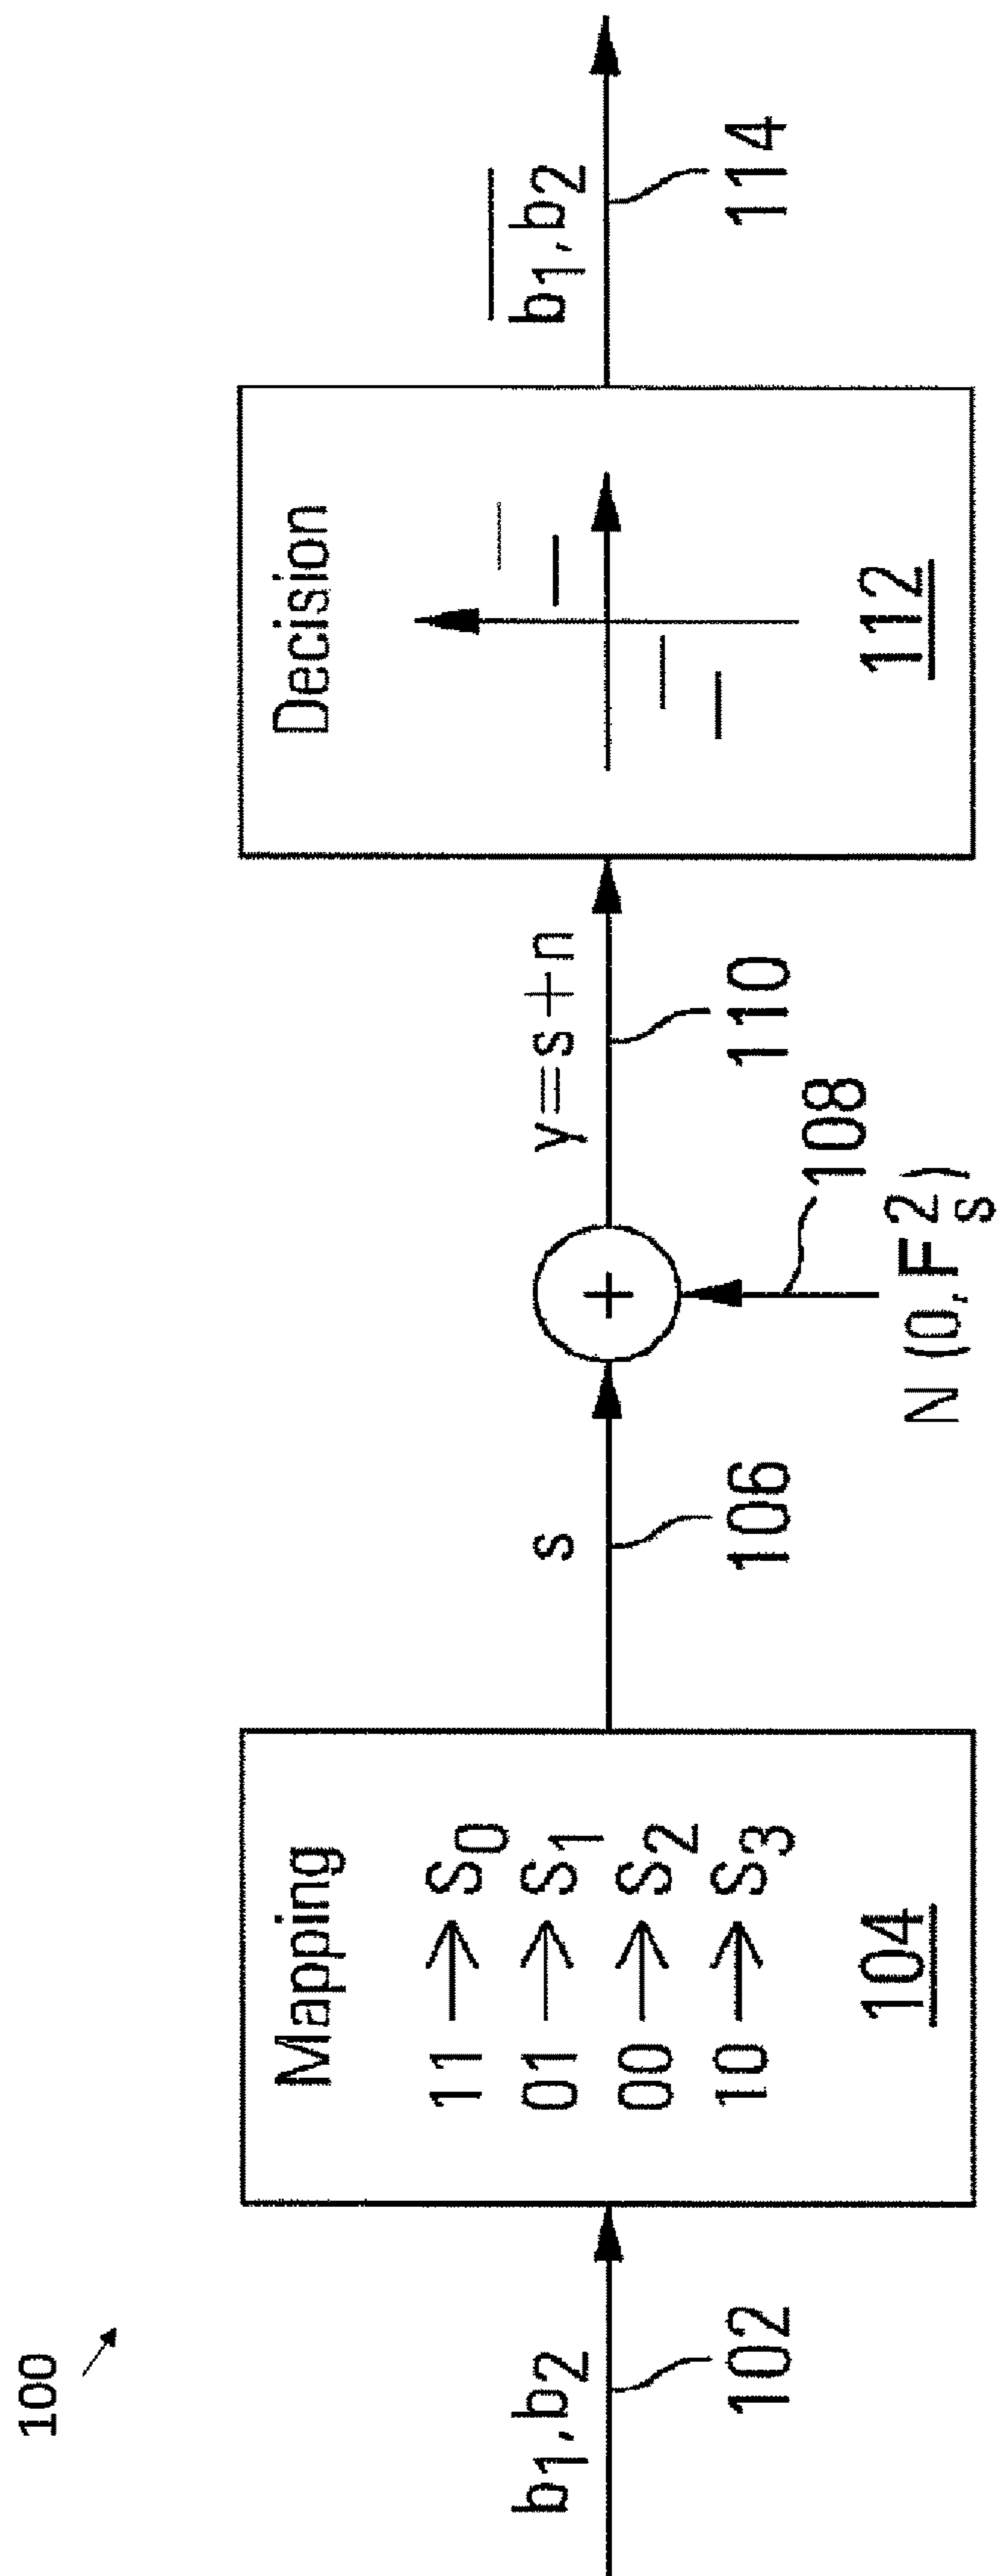 100
b1,b2
102
Mapping
11 → S0
01 → S1
00 → S2
10 → S3
104
s
106
+
N (0, F²s)
108
y=s+n
110
Decision
112
b1,b2
114